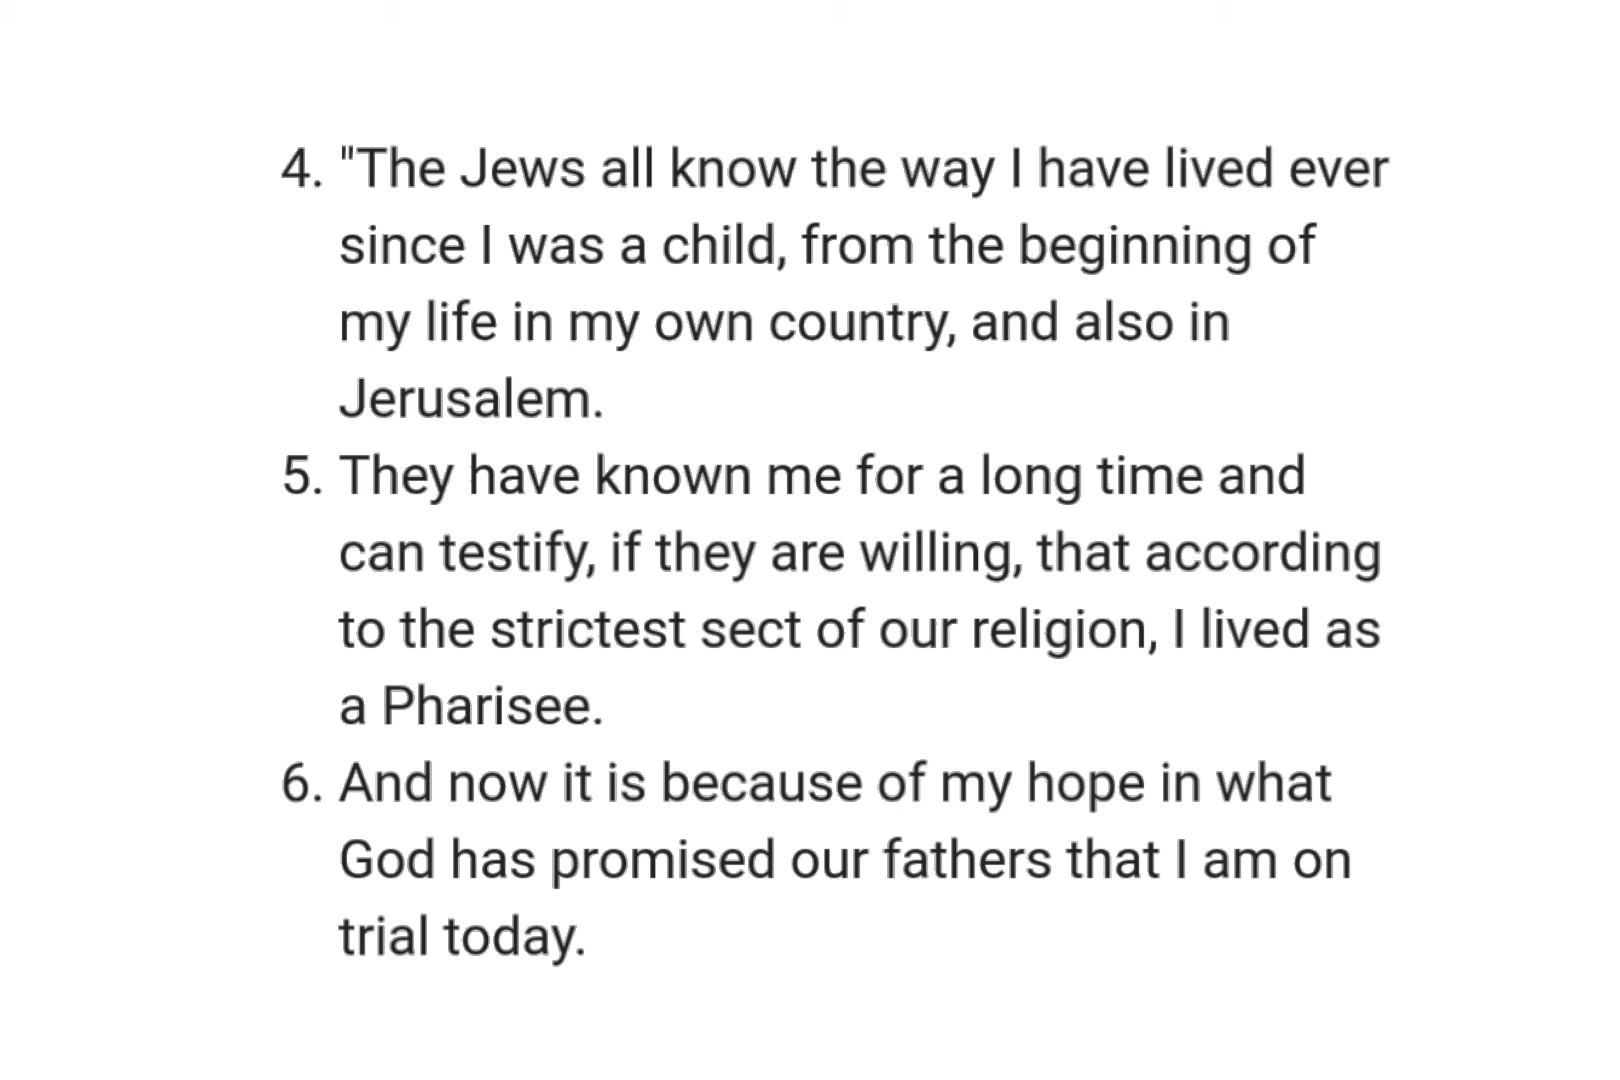 4. "The Jews all know the way I have lived ever
since I was a child, from the beginning of
my life in my own country, and also in
Jerusalem.
5. They have known me for a long time and
can testify, if they are willing, that according
to the strictest sect of our religion, I lived as
a Pharisee.
6. And now it is because of my hope in what
God has promised our fathers that I am on
trial today.